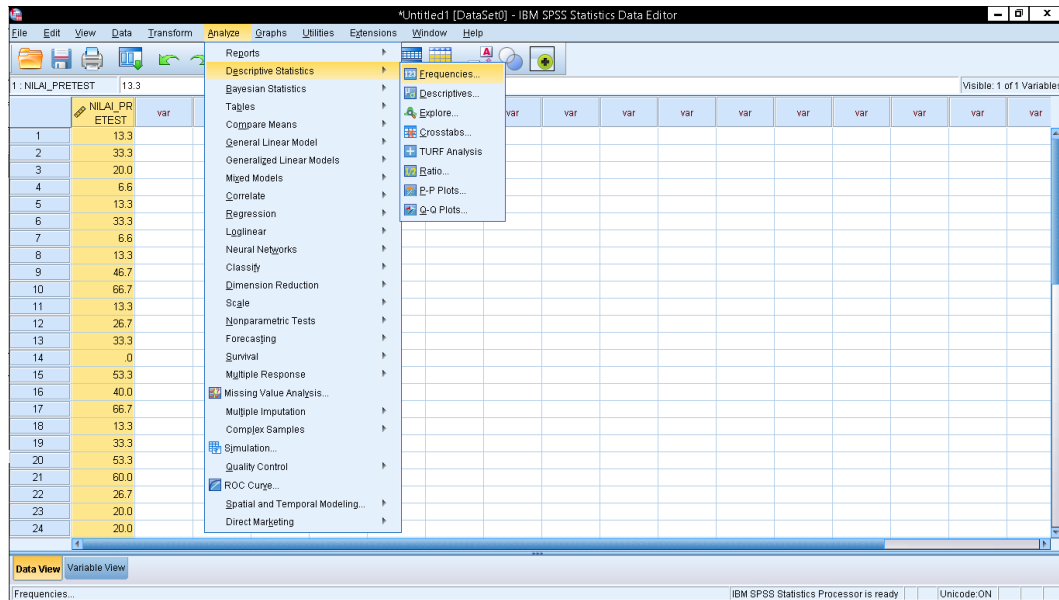 *Untitled1 [DataSet0] - IBM SPSS Statistics Data Editor
File Edit View Data Transform Analyze Graphs Utilities Extensions Window Help
1 : NILAI_PRETEST 13.3 Visible: 1 of 1 Variables
NILAI_PRETEST var var var var var var var var
1 13.3
2 33.3
3 20.0
4 6.6
5 13.3
6 33.3
7 6.6
8 13.3
9 46.7
10 66.7
11 13.3
12 26.7
13 33.3
14 .0
15 53.3
16 40.0
17 66.7
18 13.3
19 33.3
20 53.3
21 60.0
22 26.7
23 20.0
24 20.0
Reports
Descriptive Statistics
Bayesian Statistics
Tables
Compare Means
General Linear Model
Generalized Linear Models
Mixed Models
Correlate
Regression
Loglinear
Neural Networks
Classify
Dimension Reduction
Scale
Nonparametric Tests
Forecasting
Survival
Multiple Response
Missing Value Analysis...
Multiple Imputation
Complex Samples
Simulation...
Quality Control
ROC Curve...
Spatial and Temporal Modeling...
Direct Marketing
Frequencies...
Descriptives...
Explore...
Crosstabs...
TURF Analysis
Ratio...
P-P Plots...
Q-Q Plots...
Data View Variable View
Frequencies... IBM SPSS Statistics Processor is ready Unicode:ON